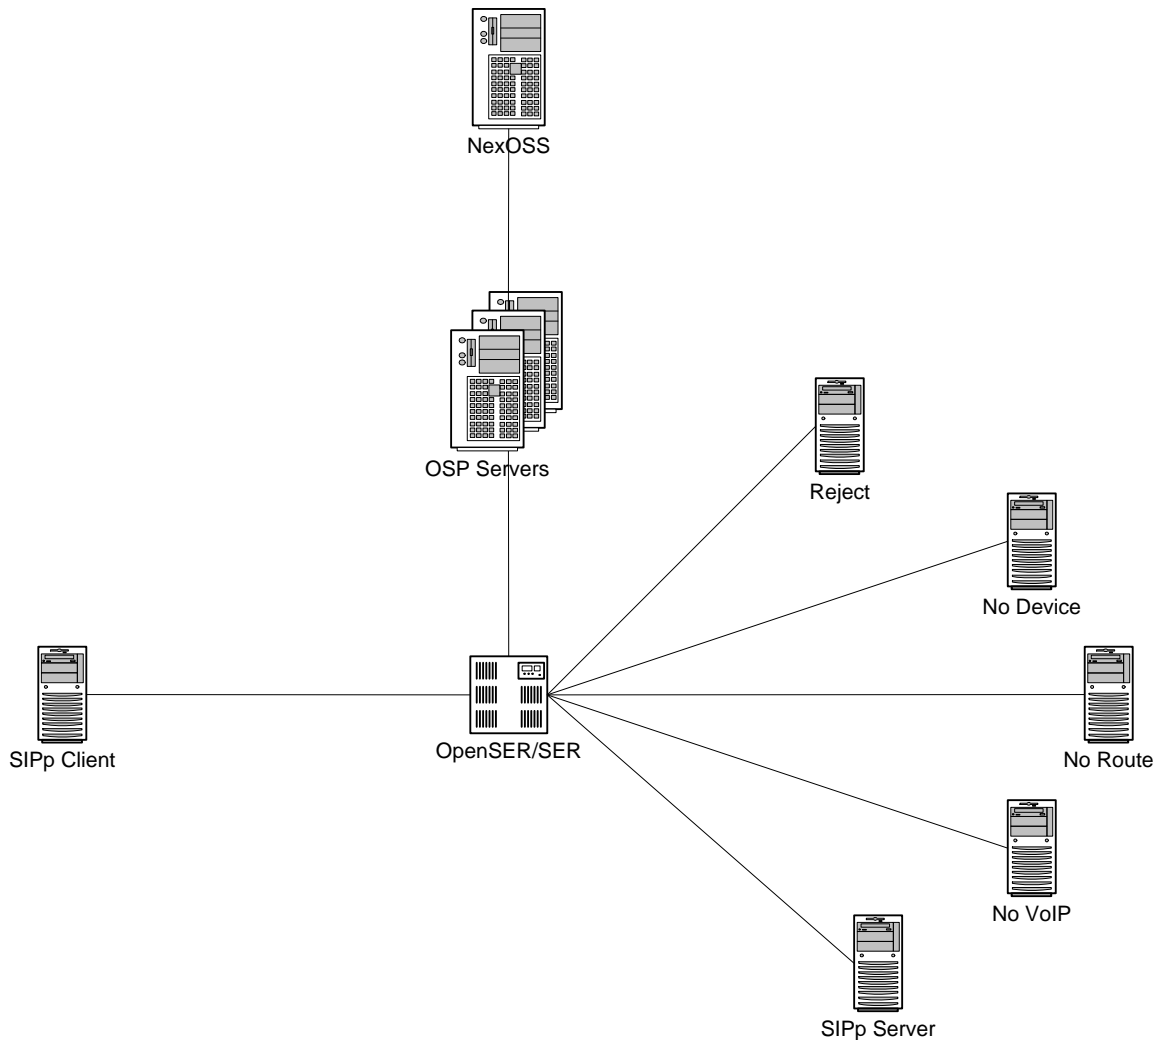 NexOSS
OSP Servers
Reject
No Device
SIPp Client
OpenSER/SER
No Route
No VoIP
SIPp Server